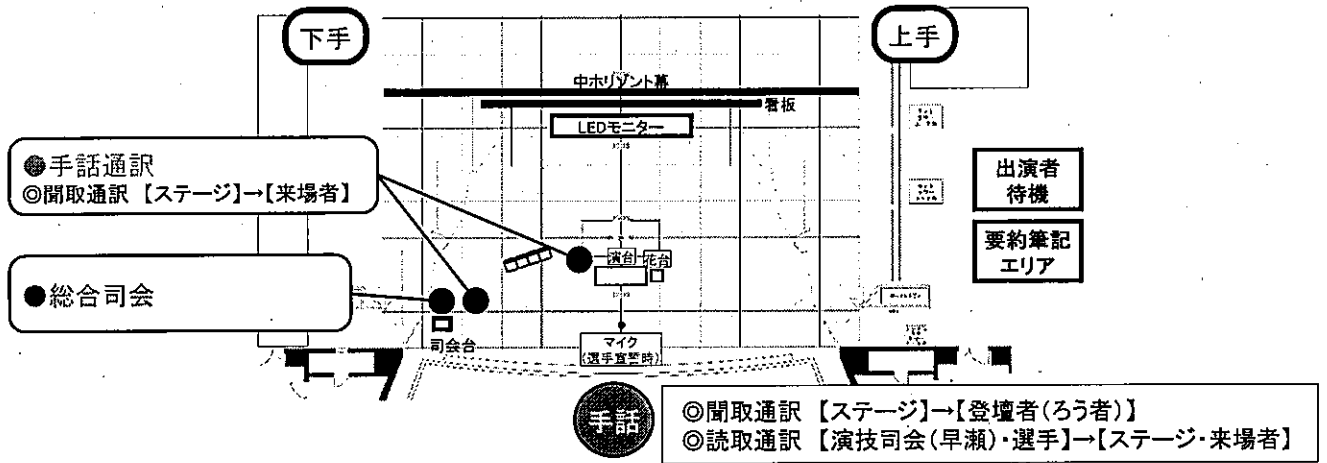 下手
上手
中ホリゾント幕
看板
LEDモニター
●手話通訳
◎聞取通訳 【ステージ】→【来場者】
出演者
待機
要約筆記
エリア
演台
花台
●総合司会
司会台
マイク
(選手宣誓時)
手話
◎聞取通訳 【ステージ】→【登壇者(ろう者)】
◎読取通訳 【演技司会(早瀬)・選手】→【ステージ・来場者】